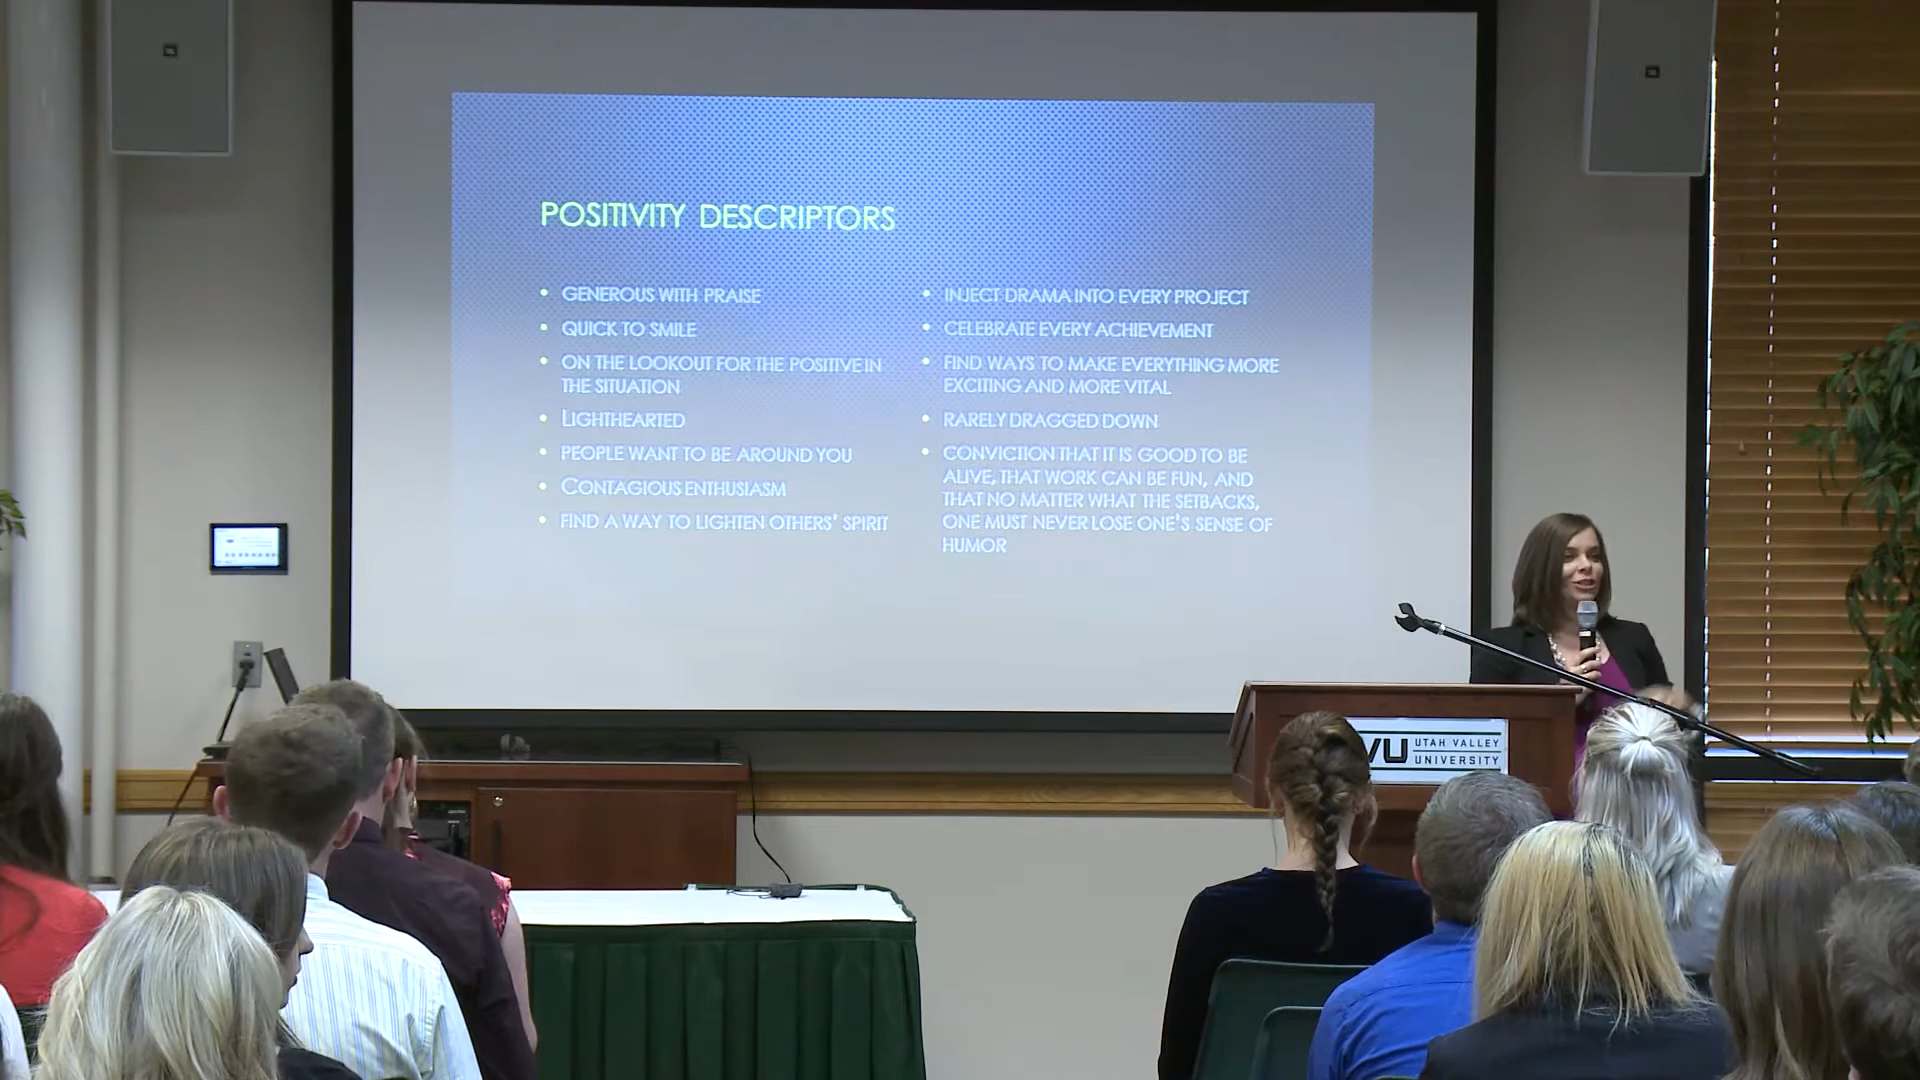 POSITIVITY DESCRIPTORS
• GENEROUS WITH PRAISE
• QUICK TO SMILE
• ON THE LOOKOUT FOR THE POSITIVE IN
THE SITUATION
• LIGHTHEARTED
• PEOPLE WANT TO BE AROUND YOU
• CONTAGIOUS ENTHUSIASM
• FIND A WAY TO LIGHTEN OTHERS' SPIRIT
• INJECT DRAMA INTO EVERY PROJECT
• CELEBRATE EVERY ACHIEVEMENT
• FIND WAYS TO MAKE EVERYTHING MORE
EXCITING AND MORE VITAL
• RARELY DRAGGED DOWN
• CONVICTION THAT IT IS GOOD TO BE
ALIVE, THAT WORK CAN BE FUN, AND
THAT NO MATTER WHAT THE SETBACKS,
ONE MUST NEVER LOSE ONE'S SENSE OF
HUMOR
VU UTAH VALLEY
UNIVERSITY